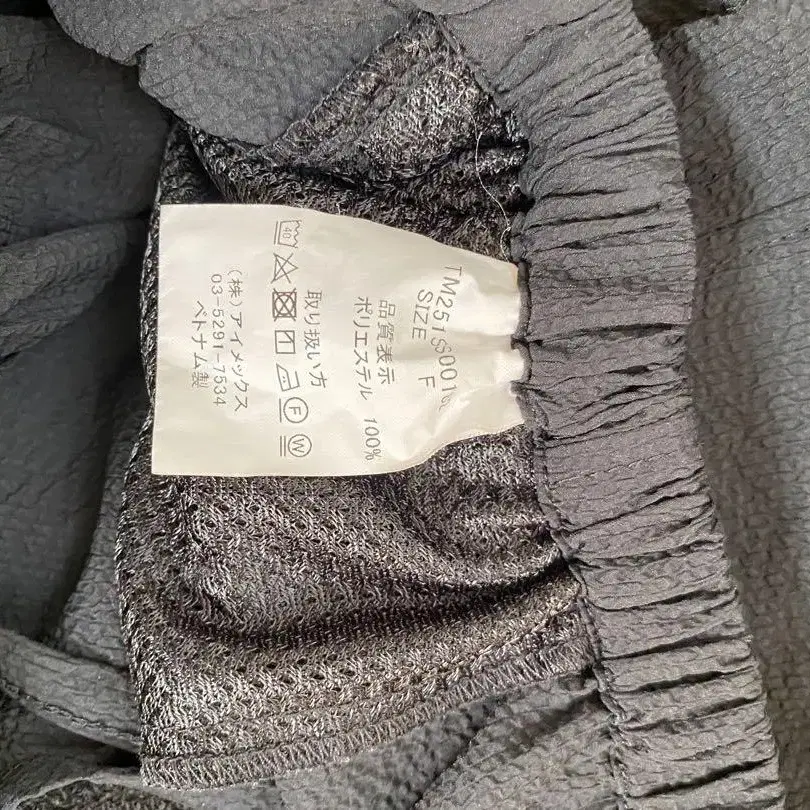 TM251S001
SIZE F
品質表示
ポリエステル 100%
取り扱い方
40
F
W
(株)アイメックス
03-5291-7534
ベトナム製